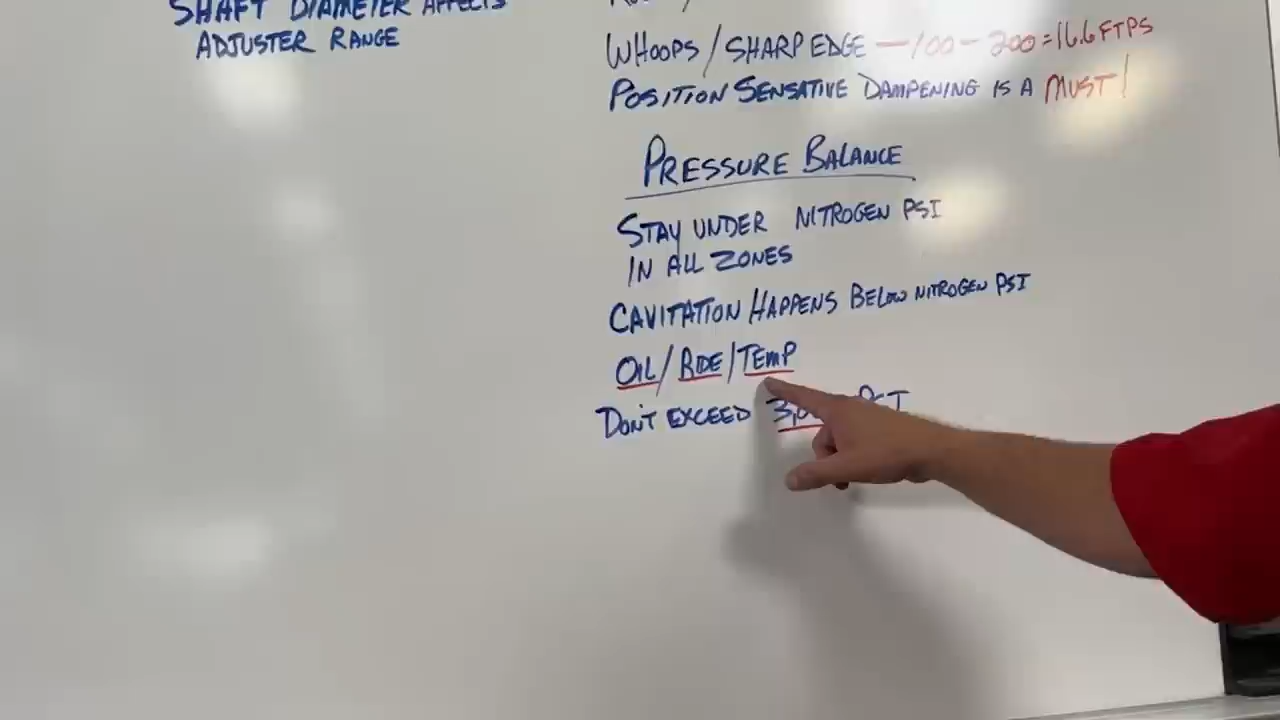 SHAFT DIAMETER AFFECTS
ADJUSTER RANGE
WHOOPS / SHARP EDGE — 100 - 200 = 16.6 FTPS
POSITION SENSATIVE DAMPENING IS A MUST!
PRESSURE BALANCE
STAY UNDER NITROGEN PSI
IN ALL ZONES
CAVITATION HAPPENS BELOW NITROGEN PSI
OIL / RIDE / TEMP
DON'T EXCEED PSI